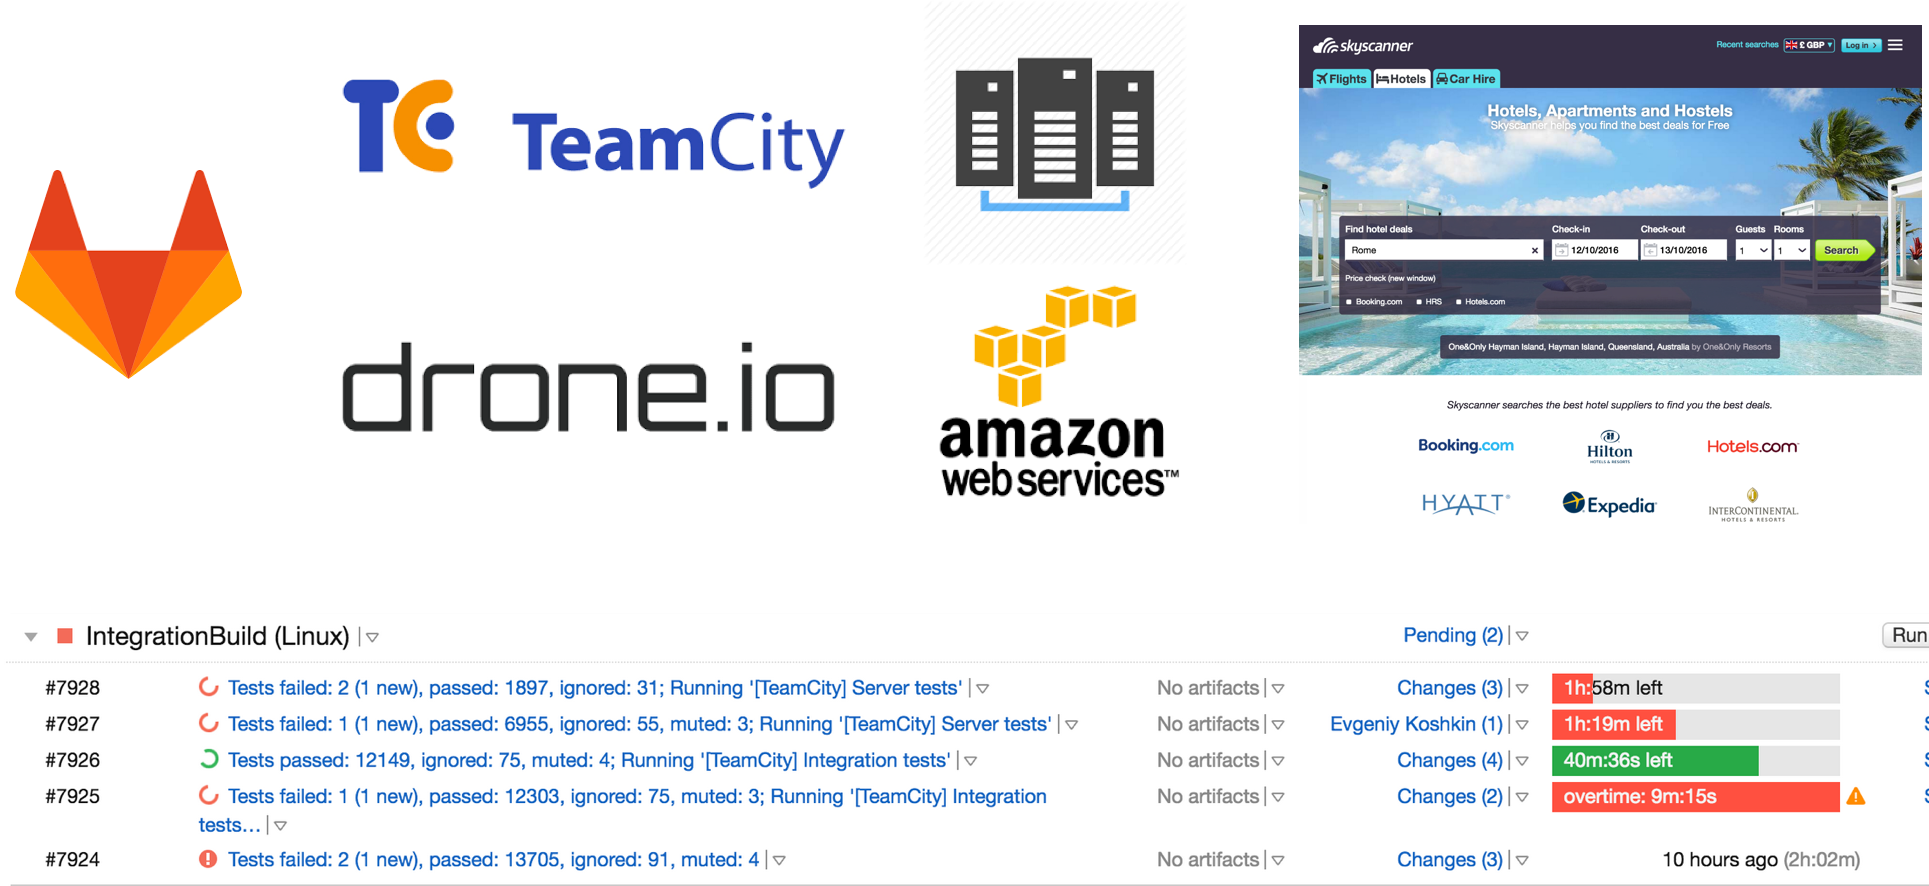 TC TeamCity
drone.io
amazon
web services™
skyscanner
Recent searches £ GBP Log in
Flights Hotels Car Hire
Hotels, Apartments and Hostels
Skyscanner helps you find the best deals for Free
Find hotel deals Check-in Check-out Guests Rooms
Rome × 12/10/2016 13/10/2016 1 1 Search
Price check (new window)
Booking.com HRS Hotels.com
One&Only Hayman Island, Hayman Island, Queensland, Australia by One&Only Resorts
Skyscanner searches the best hotel suppliers to find you the best deals.
Booking.com Hilton Hotels.com
HOTELS & RESORTS
HYATT® Expedia INTERCONTINENTAL.
HOTELS & RESORTS
IntegrationBuild (Linux) Pending (2) Run
#7928 Tests failed: 2 (1 new), passed: 1897, ignored: 31; Running '[TeamCity] Server tests' No artifacts Changes (3) 1h:58m left
#7927 Tests failed: 1 (1 new), passed: 6955, ignored: 55, muted: 3; Running '[TeamCity] Server tests' No artifacts Evgeniy Koshkin (1) 1h:19m left
#7926 Tests passed: 12149, ignored: 75, muted: 4; Running '[TeamCity] Integration tests' No artifacts Changes (4) 40m:36s left
#7925 Tests failed: 1 (1 new), passed: 12303, ignored: 75, muted: 3; Running '[TeamCity] Integration No artifacts Changes (2) overtime: 9m:15s
tests…
#7924 Tests failed: 2 (1 new), passed: 13705, ignored: 91, muted: 4 No artifacts Changes (3) 10 hours ago (2h:02m)